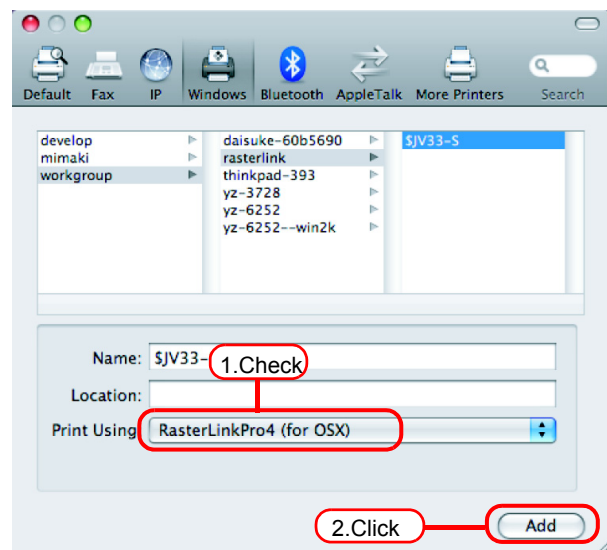 Default Fax IP Windows Bluetooth AppleTalk More Printers Search
develop
mimaki
workgroup
daisuke-60b5690
rasterlink
thinkpad-393
yz-3728
yz-6252
yz-6252--win2k
$JV33-S
Name: $JV33-
1.Check
Location:
Print Using: RasterLinkPro4 (for OSX)
2.Click
Add